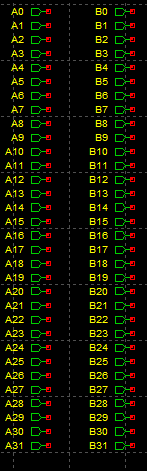 A0 B0
A1 B1
A2 B2
A3 B3
A4 B4
A5 B5
A6 B6
A7 B7
A8 B8
A9 B9
A10 B10
A11 B11
A12 B12
A13 B13
A14 B14
A15 B15
A16 B16
A17 B17
A18 B18
A19 B19
A20 B20
A21 B21
A22 B22
A23 B23
A24 B24
A25 B25
A26 B26
A27 B27
A28 B28
A29 B29
A30 B30
A31 B31